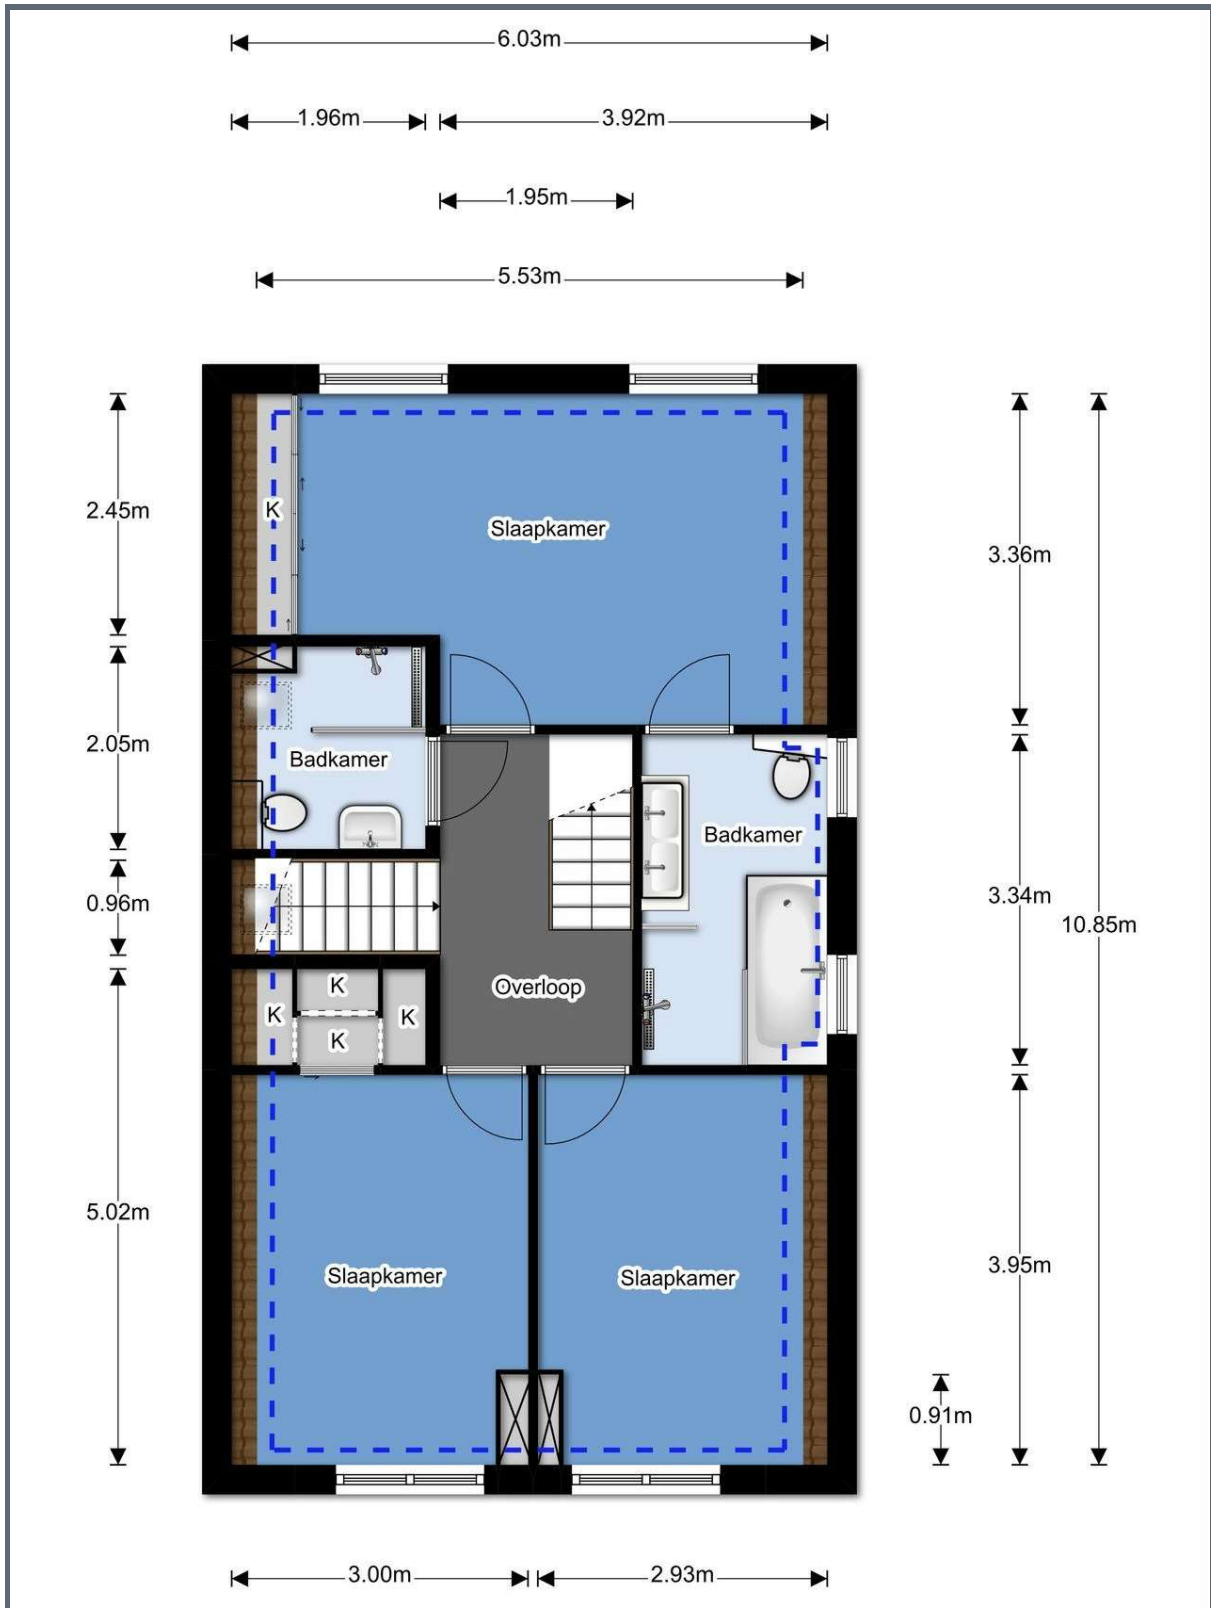 6.03m
1.96m
3.92m
1.95m
5.53m
2.45m
K
Slaapkamer
3.36m
2.05m
Badkamer
Badkamer
0.96m
3.34m
10.85m
Overloop
K
K
K
K
5.02m
Slaapkamer
Slaapkamer
3.95m
0.91m
3.00m
2.93m